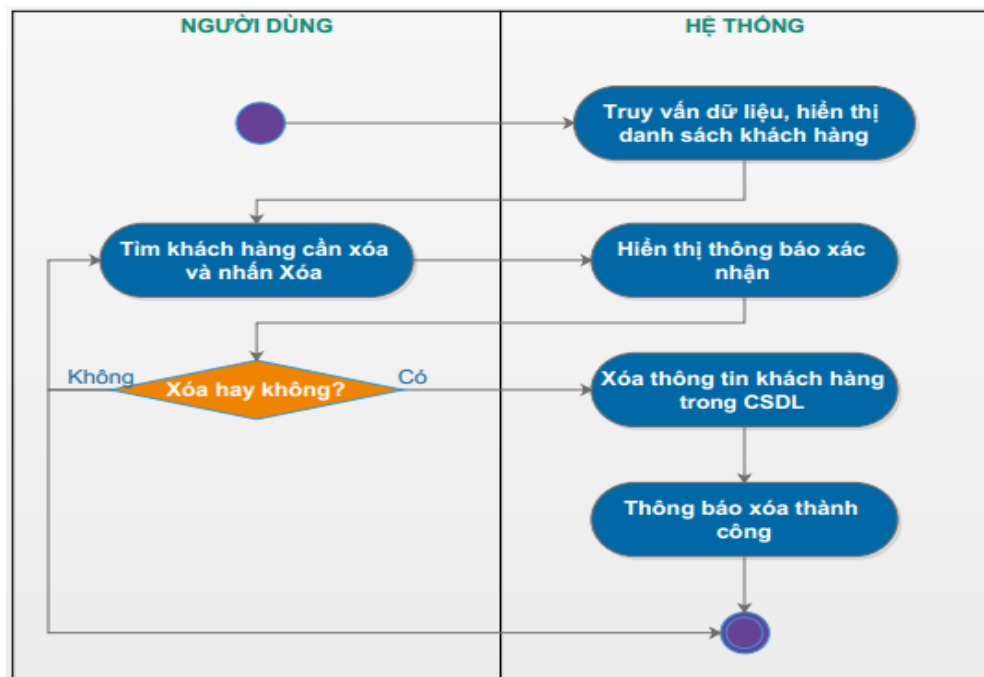 NGƯỜI DÙNG
HỆ THỐNG
Truy vấn dữ liệu, hiển thị
danh sách khách hàng
Tìm khách hàng cần xóa
và nhấn Xóa
Hiển thị thông báo xác
nhận
Không
Xóa hay không?
Có
Xóa thông tin khách hàng
trong CSDL
Thông báo xóa thành
công